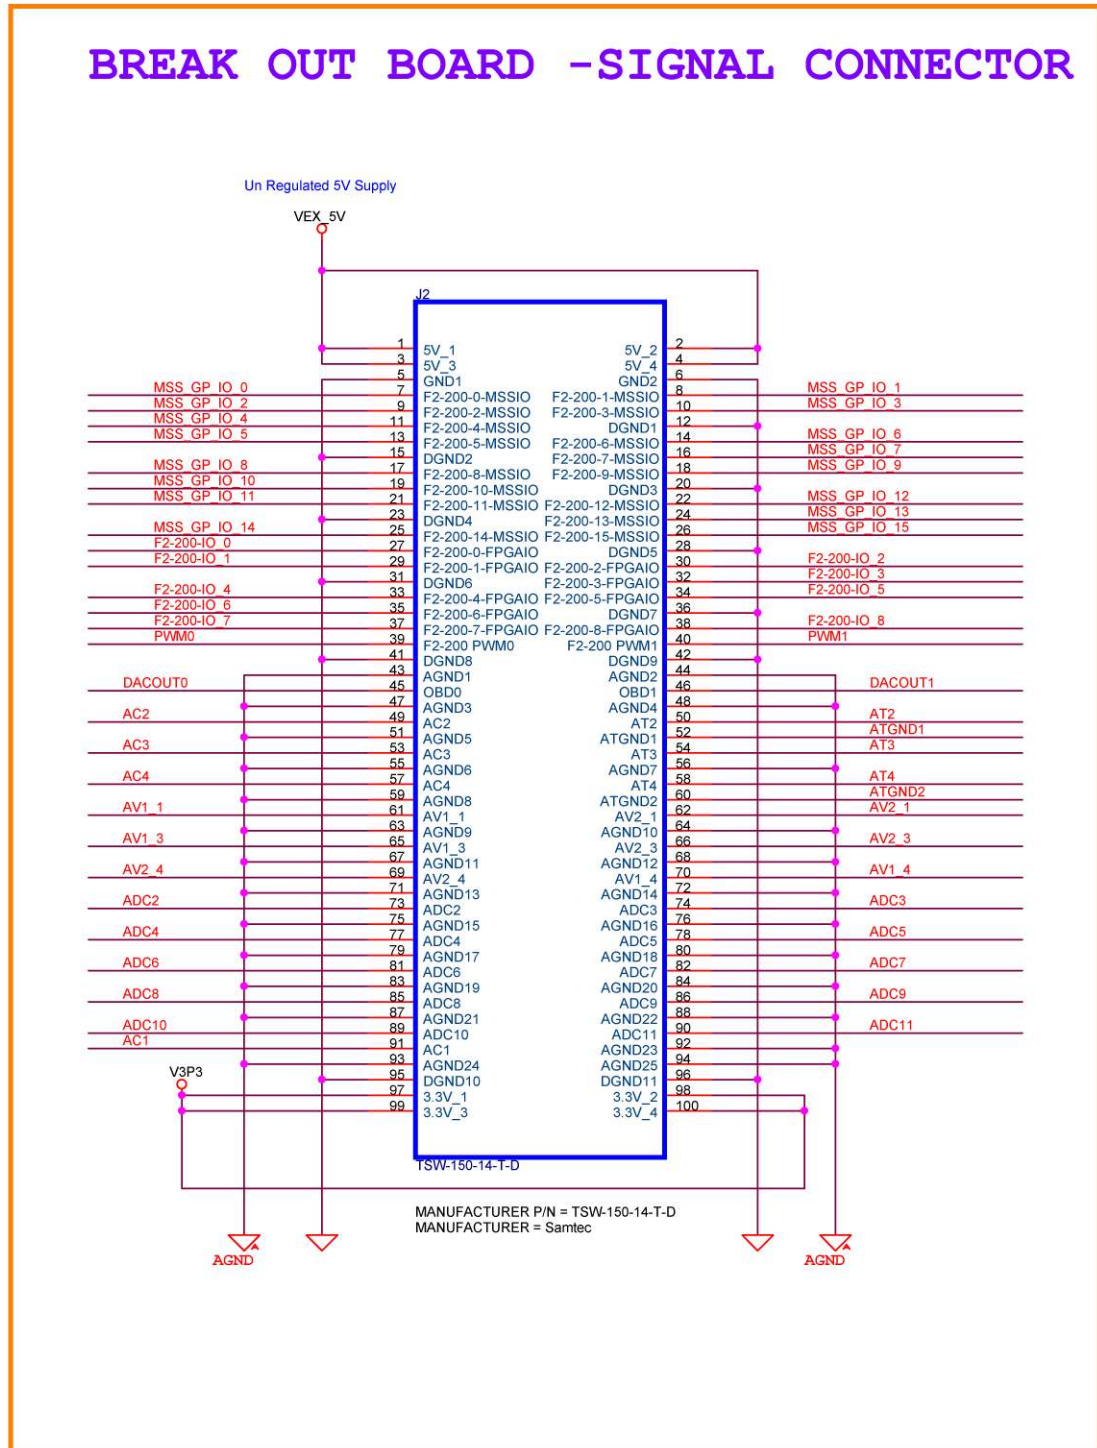 BREAK OUT BOARD -SIGNAL CONNECTOR
Un Regulated 5V Supply
VEX_5V
J2
1 5V_1 5V_2 2
3 5V_3 5V_4 4
5 GND1 GND2 6
MSS_GP_IO_0 7 F2-200-0-MSSIO F2-200-1-MSSIO 8 MSS_GP_IO_1
MSS_GP_IO_2 9 F2-200-2-MSSIO F2-200-3-MSSIO 10 MSS_GP_IO_3
MSS_GP_IO_4 11 F2-200-4-MSSIO DGND1 12
MSS_GP_IO_5 13 F2-200-5-MSSIO F2-200-6-MSSIO 14 MSS_GP_IO_6
15 DGND2 F2-200-7-MSSIO 16 MSS_GP_IO_7
MSS_GP_IO_8 17 F2-200-8-MSSIO F2-200-9-MSSIO 18 MSS_GP_IO_9
MSS_GP_IO_10 19 F2-200-10-MSSIO DGND3 20
MSS_GP_IO_11 21 F2-200-11-MSSIO F2-200-12-MSSIO 22 MSS_GP_IO_12
23 DGND4 F2-200-13-MSSIO 24 MSS_GP_IO_13
MSS_GP_IO_14 25 F2-200-14-MSSIO F2-200-15-MSSIO 26 MSS_GP_IO_15
F2-200-IO_0 27 F2-200-0-FPGAIO DGND5 28
F2-200-IO_1 29 F2-200-1-FPGAIO F2-200-2-FPGAIO 30 F2-200-IO_2
31 DGND6 F2-200-3-FPGAIO 32 F2-200-IO_3
F2-200-IO_4 33 F2-200-4-FPGAIO F2-200-5-FPGAIO 34 F2-200-IO_5
F2-200-IO_6 35 F2-200-6-FPGAIO DGND7 36
F2-200-IO_7 37 F2-200-7-FPGAIO F2-200-8-FPGAIO 38 F2-200-IO_8
PWM0 39 F2-200 PWM0 F2-200 PWM1 40 PWM1
41 DGND8 DGND9 42
43 AGND1 AGND2 44
DACOUT0 45 OBD0 OBD1 46 DACOUT1
47 AGND3 AGND4 48
AC2 49 AC2 AT2 50 AT2
51 AGND5 ATGND1 52 ATGND1
AC3 53 AC3 AT3 54 AT3
55 AGND6 AGND7 56
AC4 57 AC4 AT4 58 AT4
59 AGND8 ATGND2 60 ATGND2
AV1_1 61 AV1_1 AV2_1 62 AV2_1
63 AGND9 AGND10 64
AV1_3 65 AV1_3 AV2_3 66 AV2_3
67 AGND11 AGND12 68
AV2_4 69 AV2_4 AV1_4 70 AV1_4
71 AGND13 AGND14 72
ADC2 73 ADC2 ADC3 74 ADC3
75 AGND15 AGND16 76
ADC4 77 ADC4 ADC5 78 ADC5
79 AGND17 AGND18 80
ADC6 81 ADC6 ADC7 82 ADC7
83 AGND19 AGND20 84
ADC8 85 ADC8 ADC9 86 ADC9
87 AGND21 AGND22 88
ADC10 89 ADC10 ADC11 90 ADC11
AC1 91 AC1 AGND23 92
93 AGND24 AGND25 94
95 DGND10 DGND11 96
V3P3
97 3.3V_1 3.3V_2 98
99 3.3V_3 3.3V_4 100
TSW-150-14-T-D
MANUFACTURER P/N = TSW-150-14-T-D
MANUFACTURER = Samtec
A A
AGND AGND